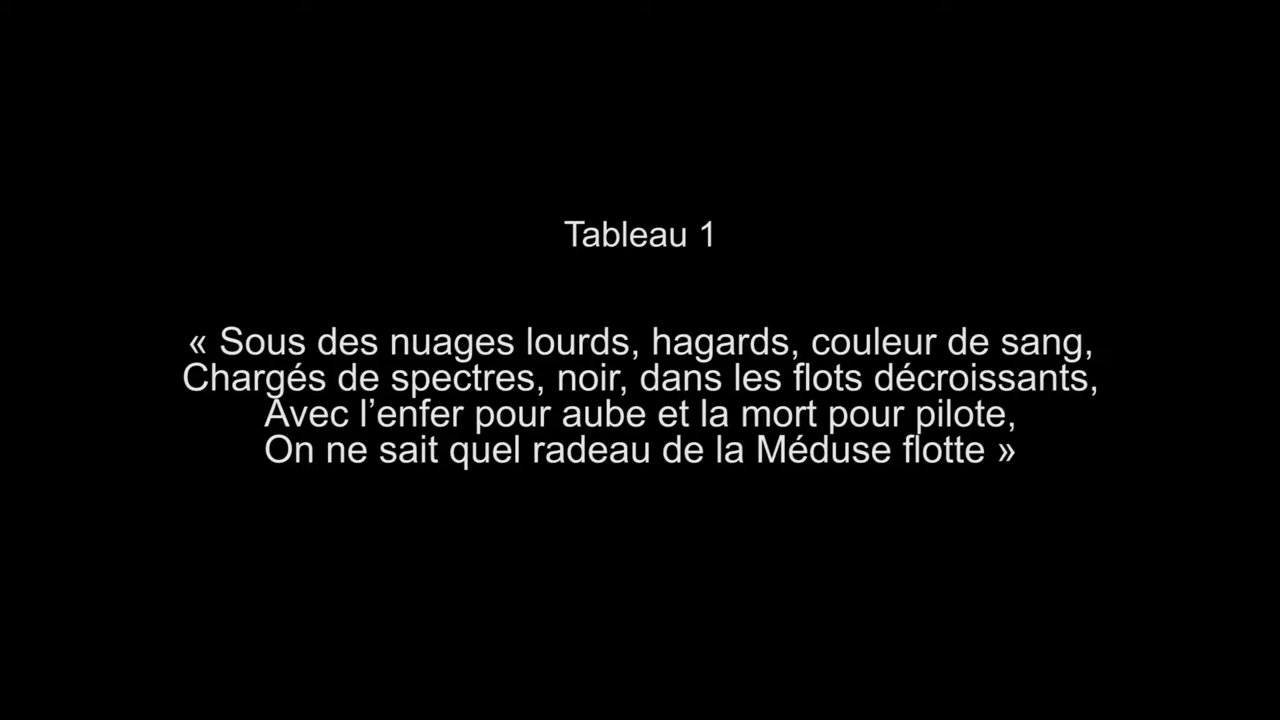 Tableau 1
« Sous des nuages lourds, hagards, couleur de sang,
Chargés de spectres, noir, dans les flots décroissants,
Avec l’enfer pour aube et la mort pour pilote,
On ne sait quel radeau de la Méduse flotte »